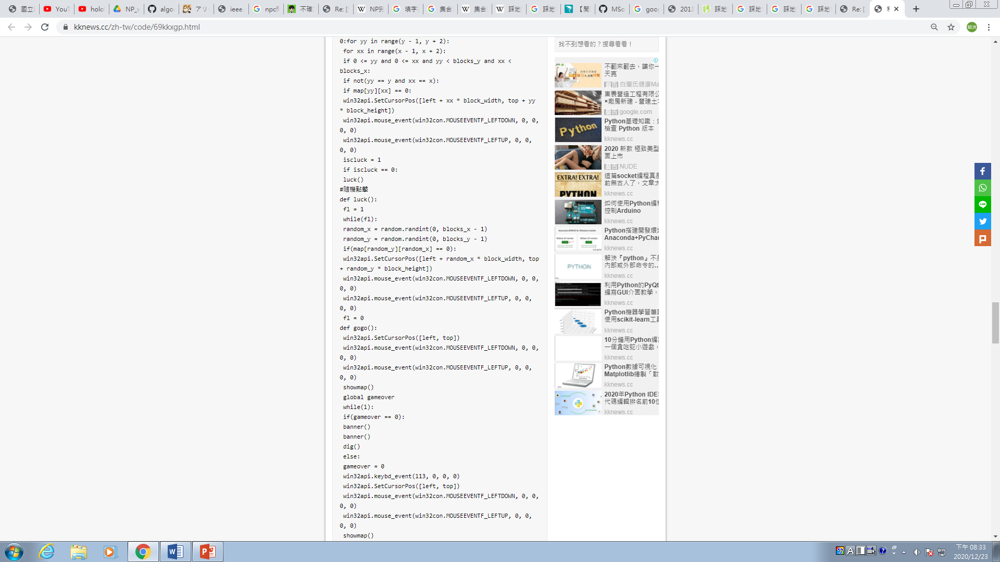 國立
YouT
holo
NP_v
algo
アリ
ieee.
npc
不確
Re: [
NP完
填字
集合
集合
踩地
踩地
【閒
MSo
goog
2013
踩地
踩地
踩地
踩地
Re: [
kknews.cc/zh-tw/code/69kkxgp.html
毓洲
0:for yy in range(y - 1, y + 2):
for xx in range(x - 1, x + 2):
if 0 <= yy and 0 <= xx and yy < blocks_y and xx <
blocks_x:
if not(yy == y and xx == x):
if map[yy][xx] == 0:
win32api.SetCursorPos([left + xx * block_width, top + yy
* block_height])
win32api.mouse_event(win32con.MOUSEEVENTF_LEFTDOWN, 0, 0,
0, 0)
win32api.mouse_event(win32con.MOUSEEVENTF_LEFTUP, 0, 0,
0, 0)
iscluck = 1
if iscluck == 0:
luck()
#隨機點擊
def luck():
fl = 1
while(fl):
random_x = random.randint(0, blocks_x - 1)
random_y = random.randint(0, blocks_y - 1)
if(map[random_y][random_x] == 0):
win32api.SetCursorPos([left + random_x * block_width, top
+ random_y * block_height])
win32api.mouse_event(win32con.MOUSEEVENTF_LEFTDOWN, 0, 0,
0, 0)
win32api.mouse_event(win32con.MOUSEEVENTF_LEFTUP, 0, 0,
0, 0)
fl = 0
def gogo():
win32api.SetCursorPos([left, top])
win32api.mouse_event(win32con.MOUSEEVENTF_LEFTDOWN, 0, 0,
0, 0)
win32api.mouse_event(win32con.MOUSEEVENTF_LEFTUP, 0, 0,
0, 0)
showmap()
global gameover
while(1):
if(gameover == 0):
banner()
banner()
dig()
else:
gameover = 0
win32api.keybd_event(113, 0, 0, 0)
win32api.SetCursorPos([left, top])
win32api.mouse_event(win32con.MOUSEEVENTF_LEFTDOWN, 0, 0,
0, 0)
win32api.mouse_event(win32con.MOUSEEVENTF_LEFTUP, 0, 0,
0, 0)
showmap()
找不到想看的？搜尋看看！
不翻來翻去，讓你一
天亮
廣告 白蘭氏健康Ma
東震營造工程有限公
×廠房新建 - 營建土
廣告 google.com
Python
Python基礎知識：如
檢查 Python 版本
kknews.cc
2020 新款 極致美型
面上市
廣告 NUDE
EXTRA! EXTRA!
PYTHON
這篇socket編程真是
前無古人了，文章太
kknews.cc
如何使用Python編程
控制Arduino
kknews.cc
Python搭建開發環境
Anaconda+PyChar
kknews.cc
PYTHON
解決『python』不是
內部或外部命令的...
kknews.cc
利用Python的PyQt
編寫GUI介面教學，
kknews.cc
Python機器學習筆記
使用scikit-learn工具
kknews.cc
10分鐘用Python編
一個貪吃蛇小遊戲，
kknews.cc
Python數據可視化
Matplotlib繪製「散
kknews.cc
2020年Python IDE
代碼編輯排名前10位
kknews.cc
LINE
下午 08:33
2020/12/23